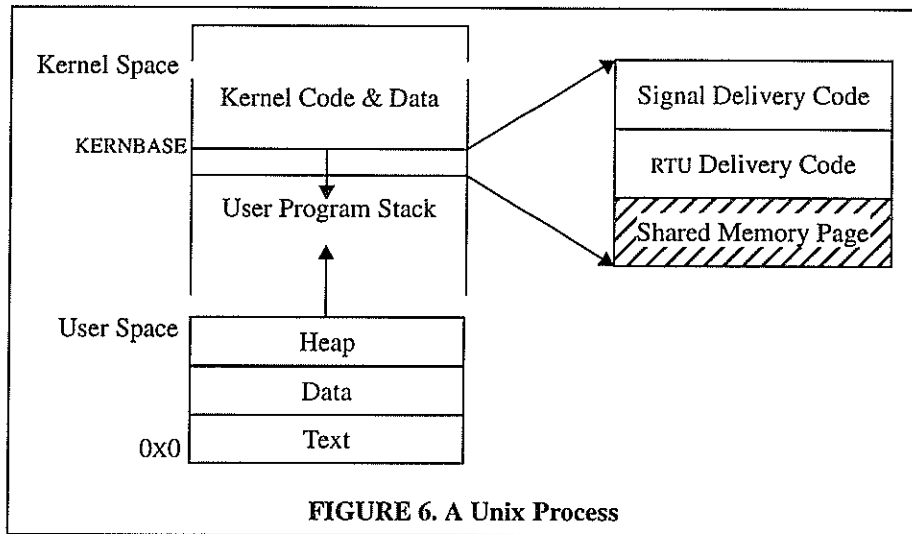 Kernel Space
Kernel Code & Data
KERNBASE
User Program Stack
User Space
Heap
Data
0x0
Text
Signal Delivery Code
RTU Delivery Code
Shared Memory Page
FIGURE 6. A Unix Process